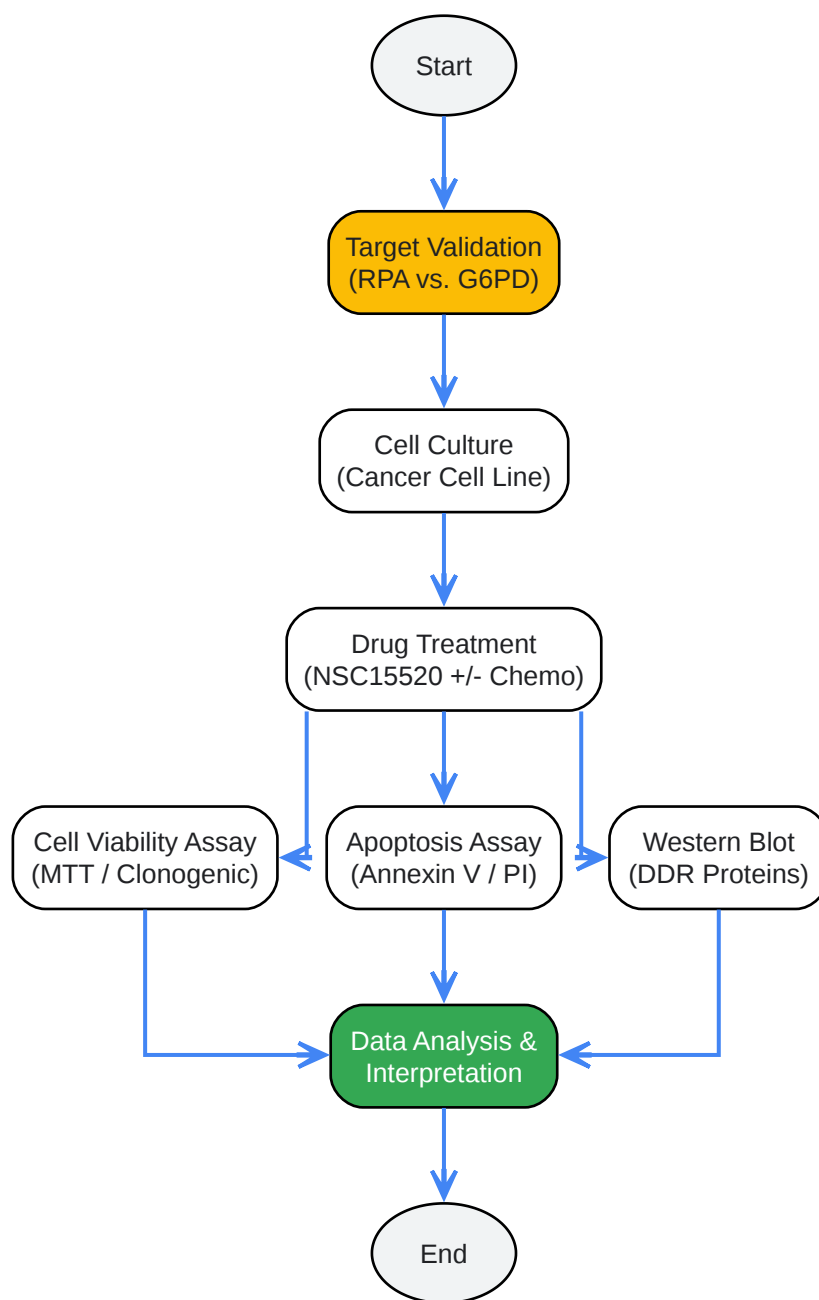 Start
Target Validation
(RPA vs. G6PD)
Cell Culture
(Cancer Cell Line)
Drug Treatment
(NSC15520 +/- Chemo)
Cell Viability Assay
(MTT / Clonogenic)
Apoptosis Assay
(Annexin V / PI)
Western Blot
(DDR Proteins)
Data Analysis &
Interpretation
End